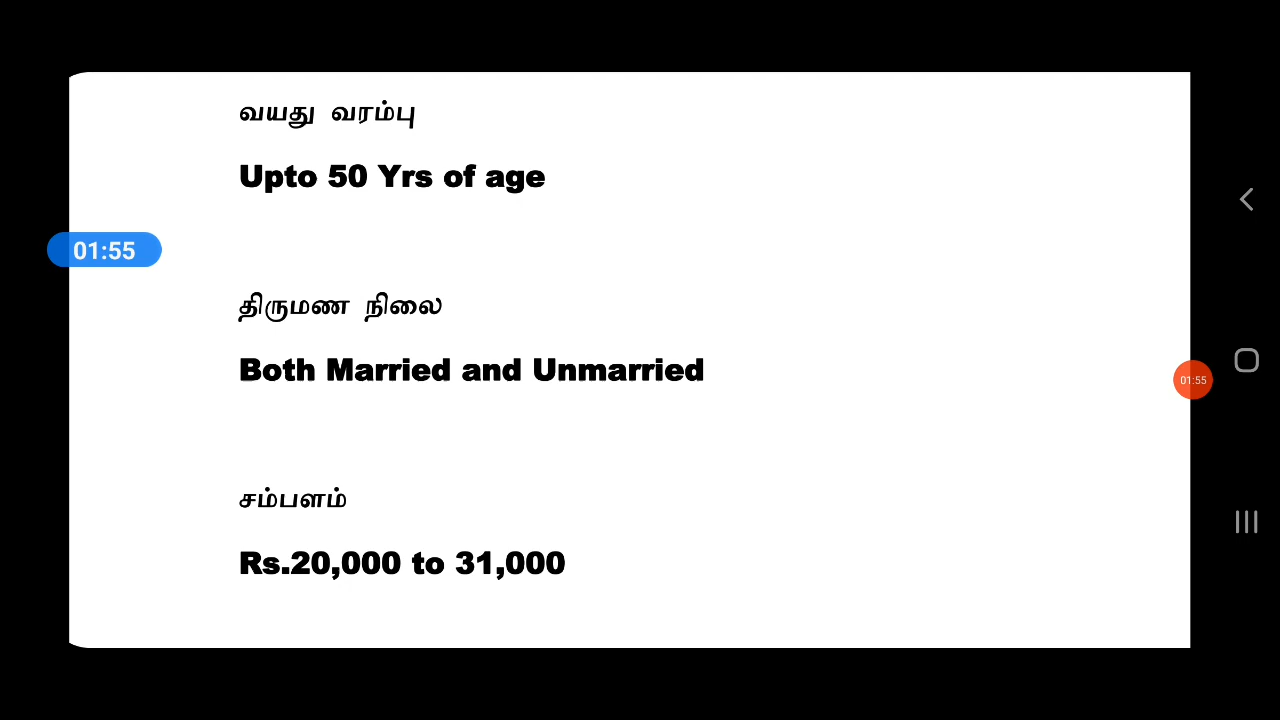 வயது வரம்பு
Upto 50 Yrs of age
01:55
திருமண நிலை
Both Married and Unmarried
01:55
சம்பளம்
Rs.20,000 to 31,000